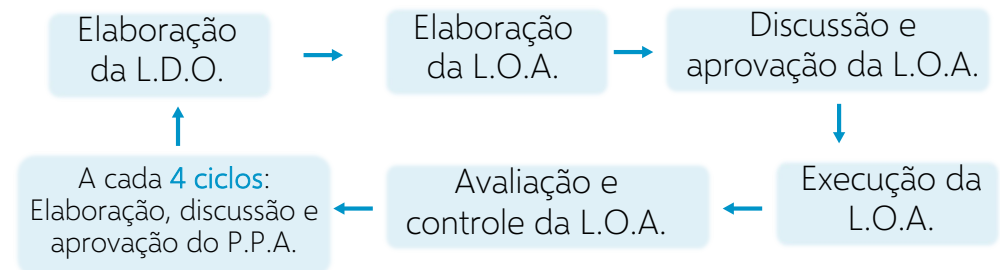 Elaboração
da L.D.O.
Elaboração
da L.O.A.
Discussão e
aprovação da L.O.A.
Execução da
L.O.A.
Avaliação e
controle da L.O.A.
A cada 4 ciclos:
Elaboração, discussão e
aprovação do P.P.A.